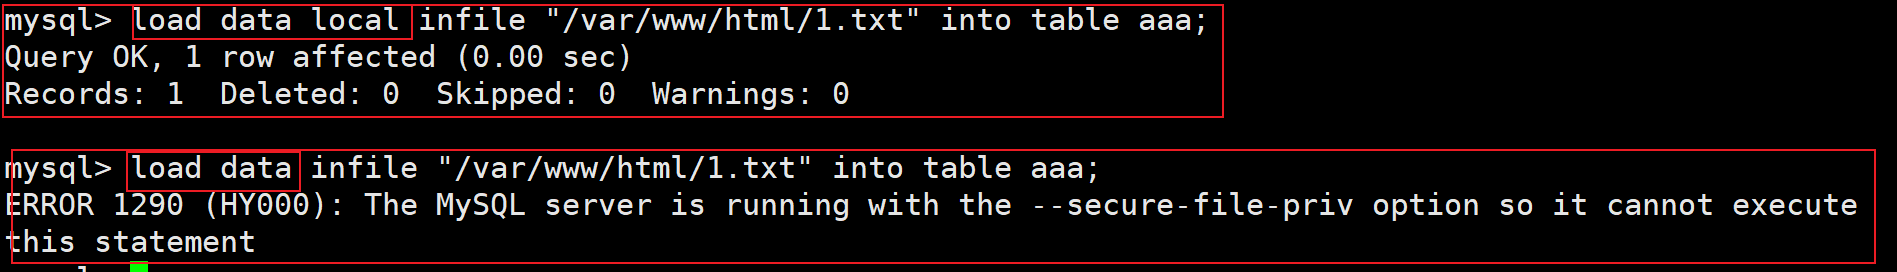 mysql> load data local infile "/var/www/html/1.txt" into table aaa;
Query OK, 1 row affected (0.00 sec)
Records: 1  Deleted: 0  Skipped: 0  Warnings: 0
mysql> load data infile "/var/www/html/1.txt" into table aaa;
ERROR 1290 (HY000): The MySQL server is running with the --secure-file-priv option so it cannot execute
this statement